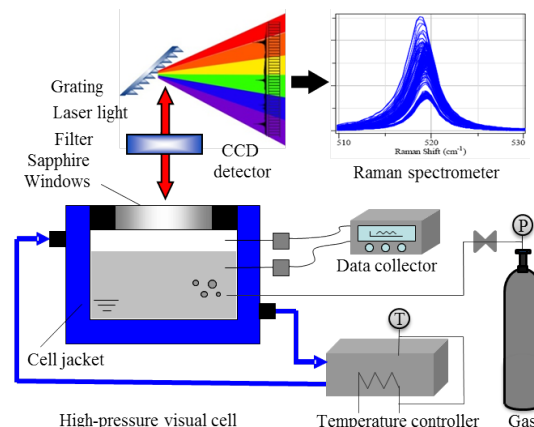 Grating
Laser light
Filter
Sapphire
Windows
CCD
detector
510
520
530
Raman Shift (cm-1)
Raman spectrometer
P
Data collector
T
Cell jacket
High-pressure visual cell
Temperature controller
Gas